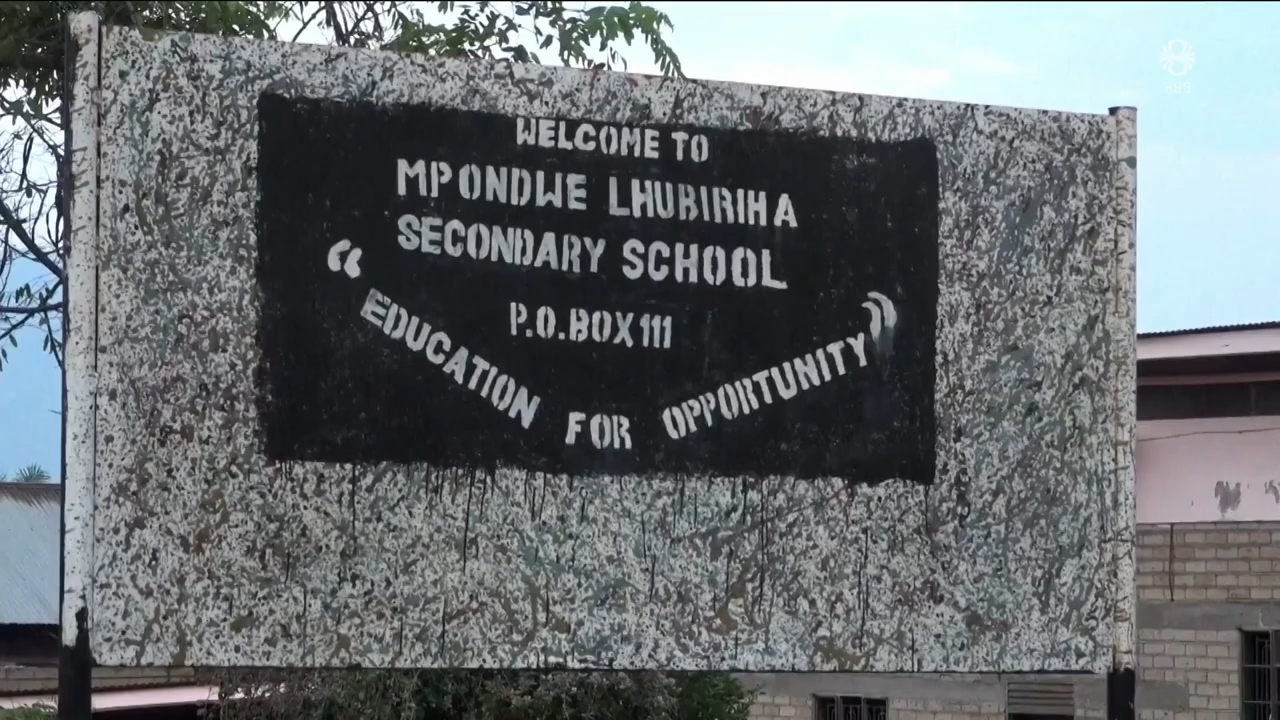 WELCOME TO
MPONDWE LHUBIRIHA
SECONDARY SCHOOL
P.O.BOX 111
“EDUCATION FOR OPPORTUNITY”